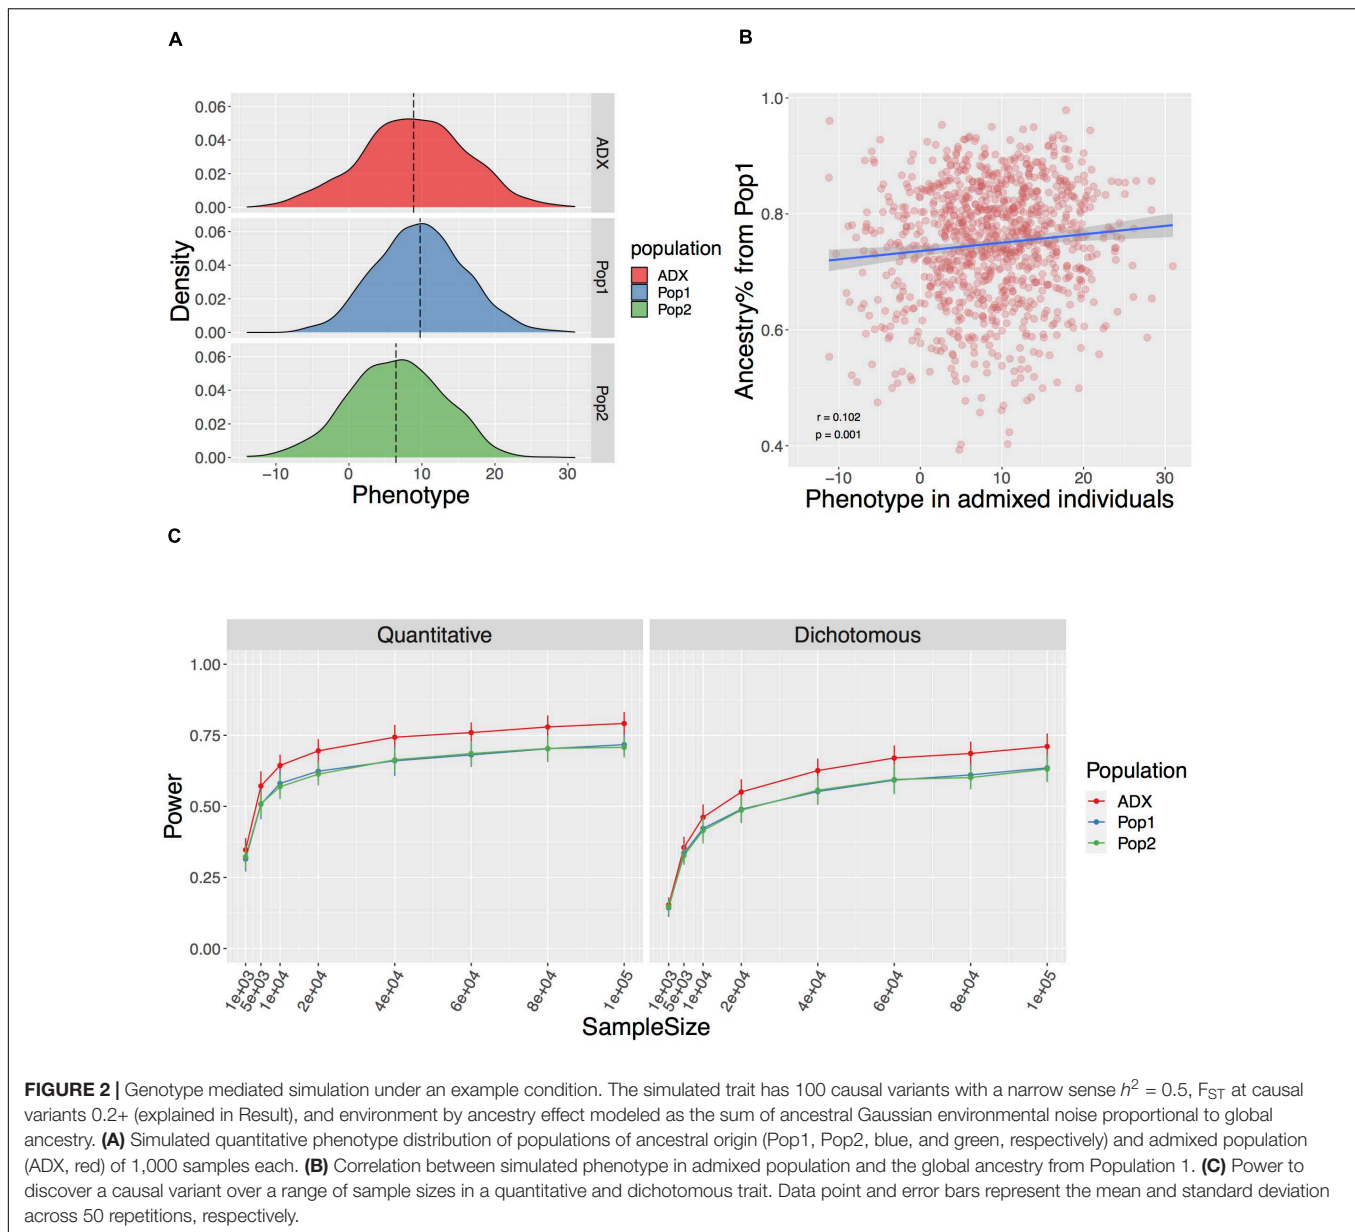 A
0.06
0.04
0.02
0.00
ADX
0.06
0.04
0.02
0.00
Pop1
0.06
0.04
0.02
0.00
Pop2
Density
−10 0 10 20 30
Phenotype
population
ADX
Pop1
Pop2
B
1.0
0.8
0.6
0.4
Ancestry% from Pop1
r = 0.102
p = 0.001
−10 0 10 20 30
Phenotype in admixed individuals
C
Quantitative Dichotomous
1.00
0.75
0.50
0.25
0.00
Power
1e+03 5e+03 1e+04 2e+04 4e+04 6e+04 8e+04 1e+05 1e+03 5e+03 1e+04 2e+04 4e+04 6e+04 8e+04 1e+05
SampleSize
Population
ADX
Pop1
Pop2
FIGURE 2 | Genotype mediated simulation under an example condition. The simulated trait has 100 causal variants with a narrow sense h² = 0.5, F_ST at causal
variants 0.2+ (explained in Result), and environment by ancestry effect modeled as the sum of ancestral Gaussian environmental noise proportional to global
ancestry. (A) Simulated quantitative phenotype distribution of populations of ancestral origin (Pop1, Pop2, blue, and green, respectively) and admixed population
(ADX, red) of 1,000 samples each. (B) Correlation between simulated phenotype in admixed population and the global ancestry from Population 1. (C) Power to
discover a causal variant over a range of sample sizes in a quantitative and dichotomous trait. Data point and error bars represent the mean and standard deviation
across 50 repetitions, respectively.